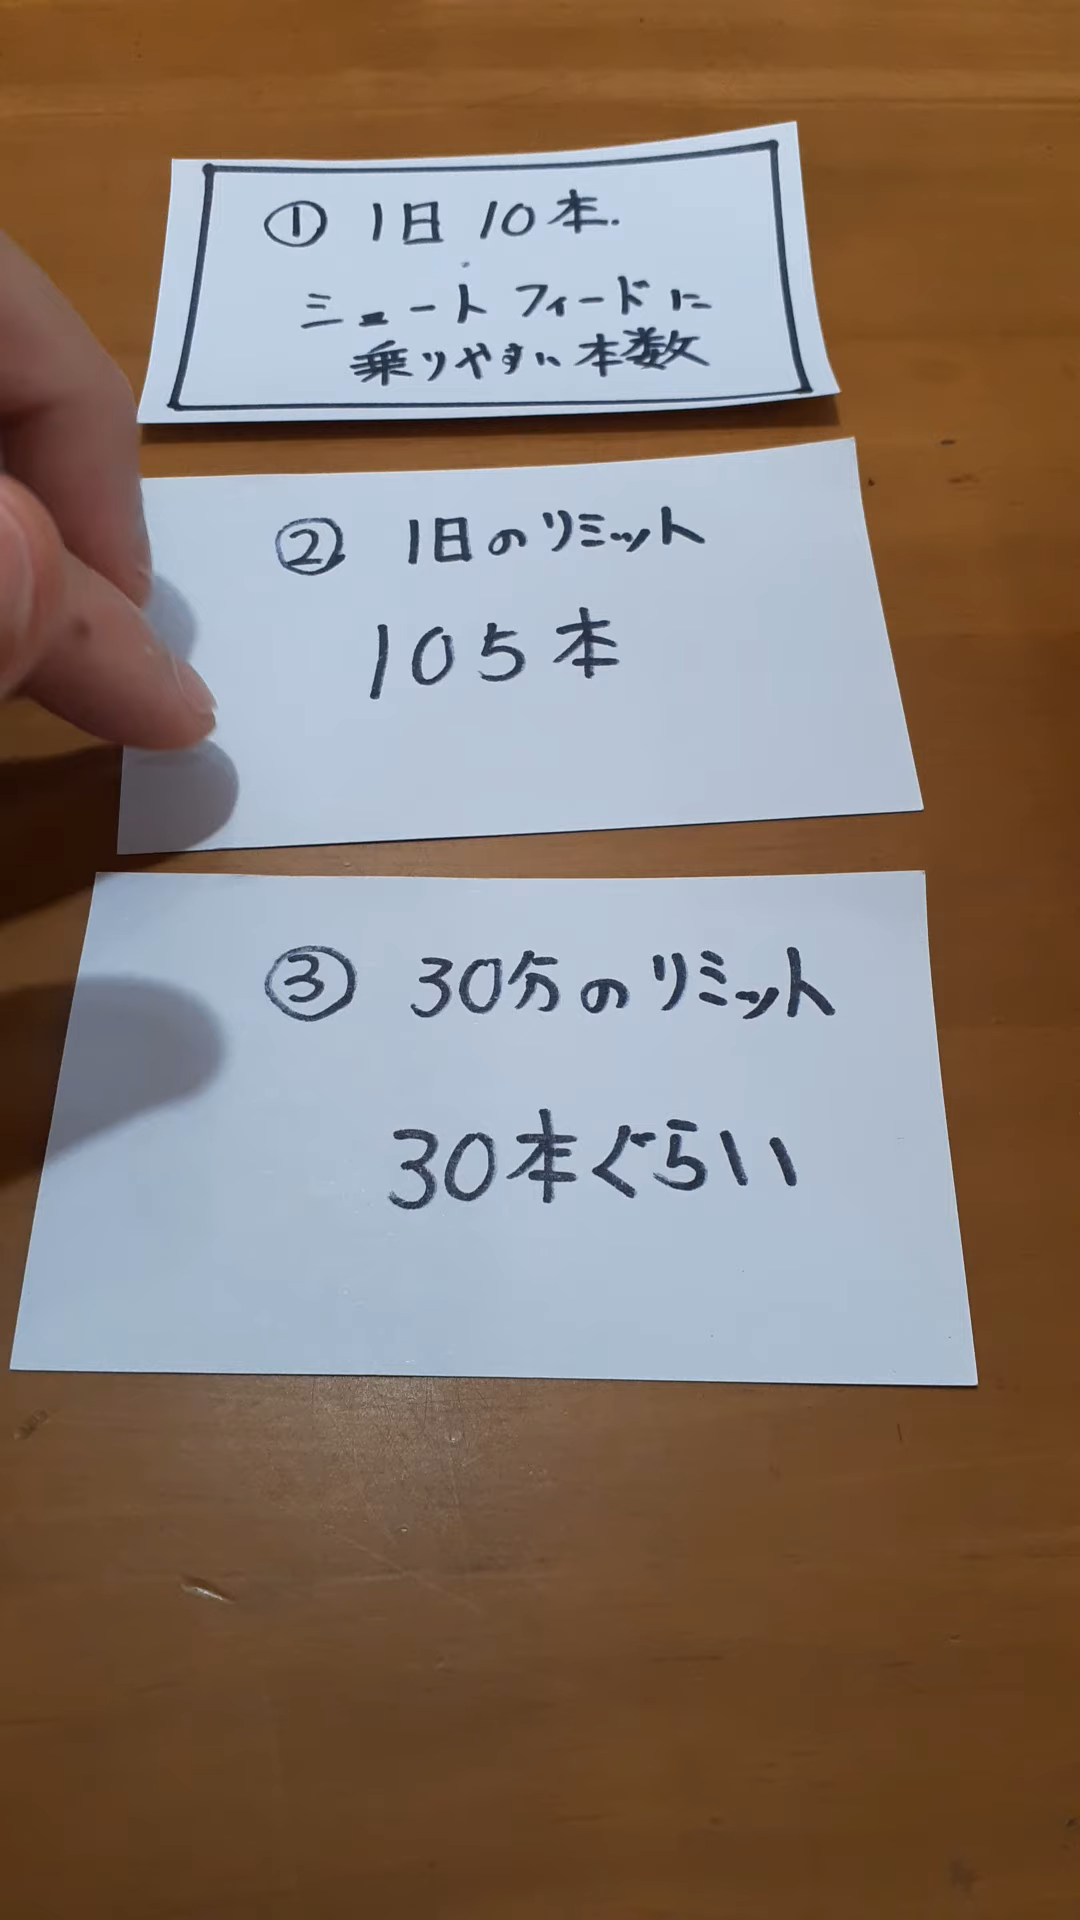 ① 1日 10本.
ミュート フィードに
乗りやすい本数
② 1日のリミット
105本
③ 30分のリミット
30本ぐらい